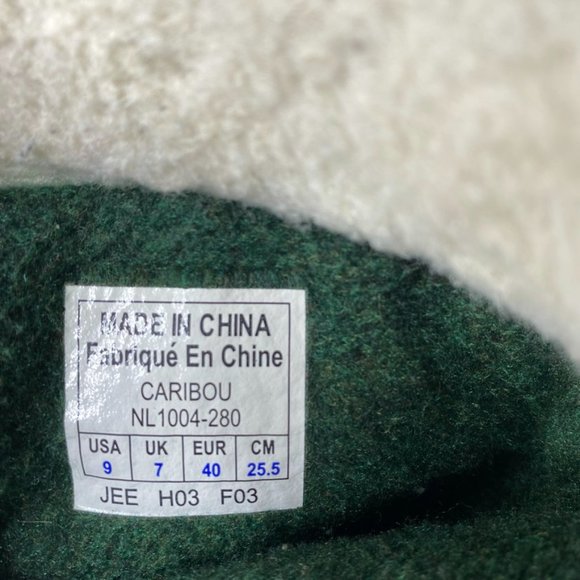 MADE IN CHINA
Fabriqué En Chine
CARIBOU
NL1004-280
USA UK EUR CM
9 7 40 25.5
JEE H03 F03